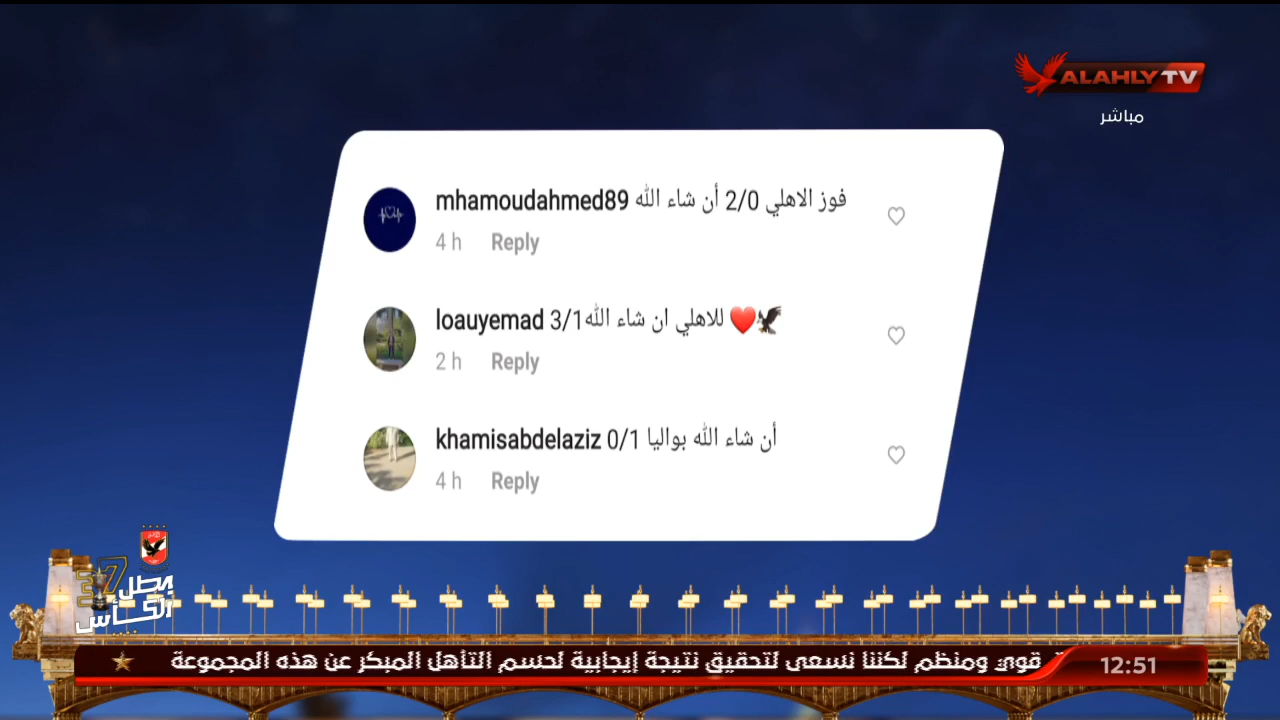 ALAHLY TV
مباشر
mhamoudahmed89 فوز الاهلي 2/0 أن شاء الله
4 h Reply
loauyemad 3/1للاهلي ان شاء الله ❤️🦅
2 h Reply
khamisabdelaziz 0/1 أن شاء الله بواليا
4 h Reply
37
بطل
الكأس
قوي ومنظم لكننا نسعى لتحقيق نتيجة إيجابية لحسم التأهل المبكر عن هذه المجموعة
12:51